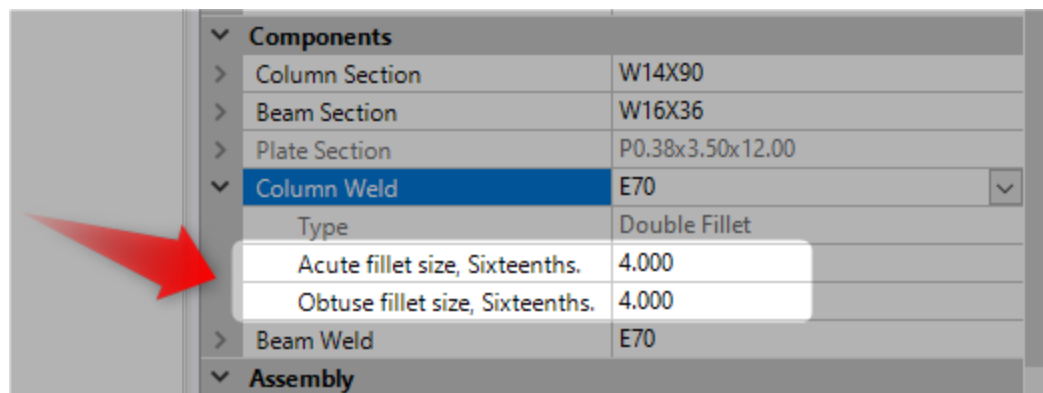 Components
Column Section W14X90
Beam Section W16X36
Plate Section P0.38x3.50x12.00
Column Weld E70
Type Double Fillet
Acute fillet size, Sixteenths. 4.000
Obtuse fillet size, Sixteenths. 4.000
Beam Weld E70
Assembly